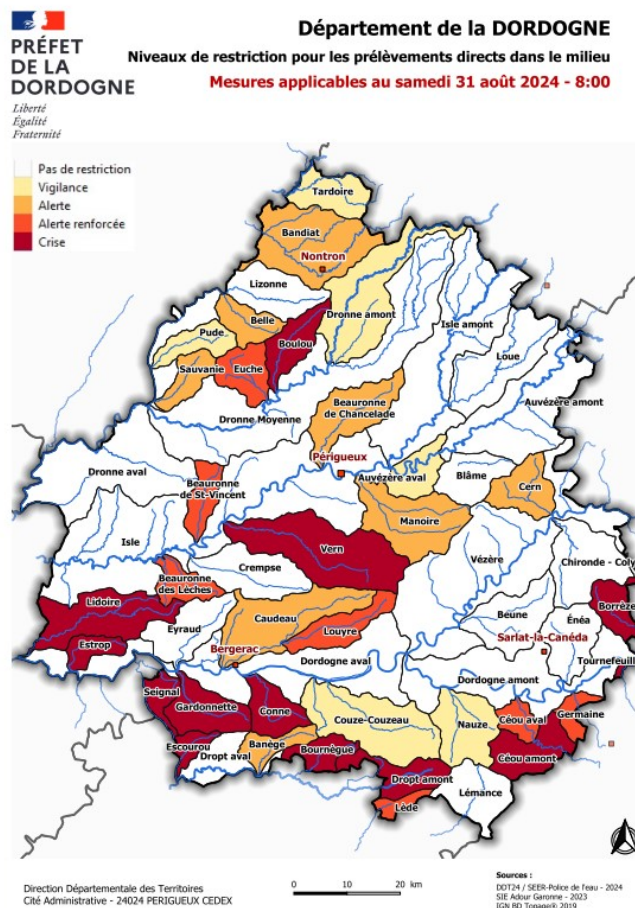 PRÉFET
DE LA
DORDOGNE
Liberté
Égalité
Fraternité
Département de la DORDOGNE
Niveaux de restriction pour les prélèvements directs dans le milieu
Mesures applicables au samedi 31 août 2024 - 8:00
Pas de restriction
Vigilance
Alerte
Alerte renforcée
Crise
Tardoire
Bandiat
Nontron
Lizonne
Dronne amont
Belle
Pude
Boulou
Isle amont
Sauvanie
Euche
Loue
Beauronne
de Chancelade
Auvézère amont
Dronne Moyenne
Périgueux
Dronne aval
Beauronne
de St-Vincent
Auvézère aval
Blâme
Cern
Manoire
Isle
Vern
Vézère
Chironde - Coly
Crempse
Beauronne
des Lèches
Lidoire
Borrèze
Caudeau
Beune
Énéa
Eyraud
Louyre
Sarlat-la-Canéda
Estrop
Bergerac
Dordogne aval
Tournefeuille
Dordogne amont
Seignal
Gardonnette
Conne
Couze-Couzeau
Nauze
Céou aval
Germaine
Escourou
Banège
Bournègue
Dropt aval
Céou amont
Dropt amont
Lémance
Lède
0 10 20 km
Direction Départementale des Territoires
Cité Administrative - 24024 PERIGUEUX CEDEX
Sources :
DDT24 / SEER-Police de l'eau - 2024
SIE Adour Garonne - 2023
IGN BD Topage® 2019